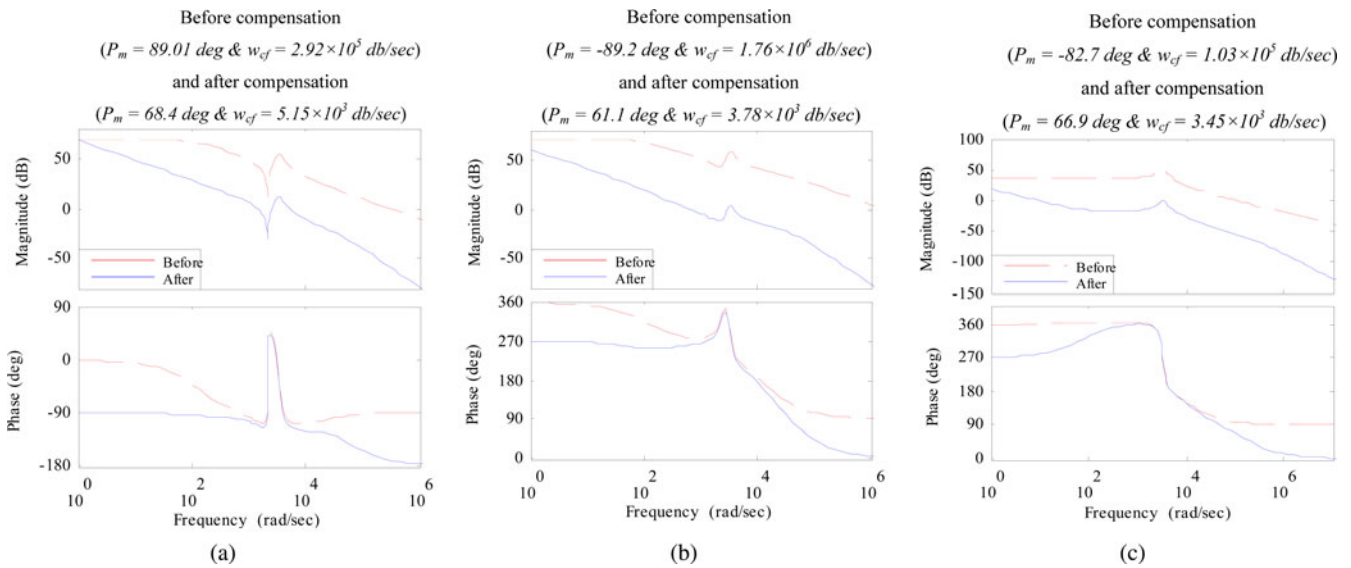 Before compensation
(Pm = 89.01 deg & wcf = 2.92×10^5 db/sec)
and after compensation
(Pm = 68.4 deg & wcf = 5.15×10^3 db/sec)
Magnitude (dB)
50
0
-50
Before
After
Phase (deg)
90
0
-90
-180
10^0
10^2
10^4
10^6
Frequency (rad/sec)
(a)
Before compensation
(Pm = -89.2 deg & wcf = 1.76×10^6 db/sec)
and after compensation
(Pm = 61.1 deg & wcf = 3.78×10^3 db/sec)
Magnitude (dB)
50
0
-50
Before
After
Phase (deg)
360
270
180
90
0
10^0
10^2
10^4
10^6
Frequency (rad/sec)
(b)
Before compensation
(Pm = -82.7 deg & wcf = 1.03×10^5 db/sec)
and after compensation
(Pm = 66.9 deg & wcf = 3.45×10^3 db/sec)
Magnitude (dB)
100
50
0
-50
-100
-150
Before
After
Phase (deg)
360
270
180
90
0
10^0
10^2
10^4
10^6
Frequency (rad/sec)
(c)